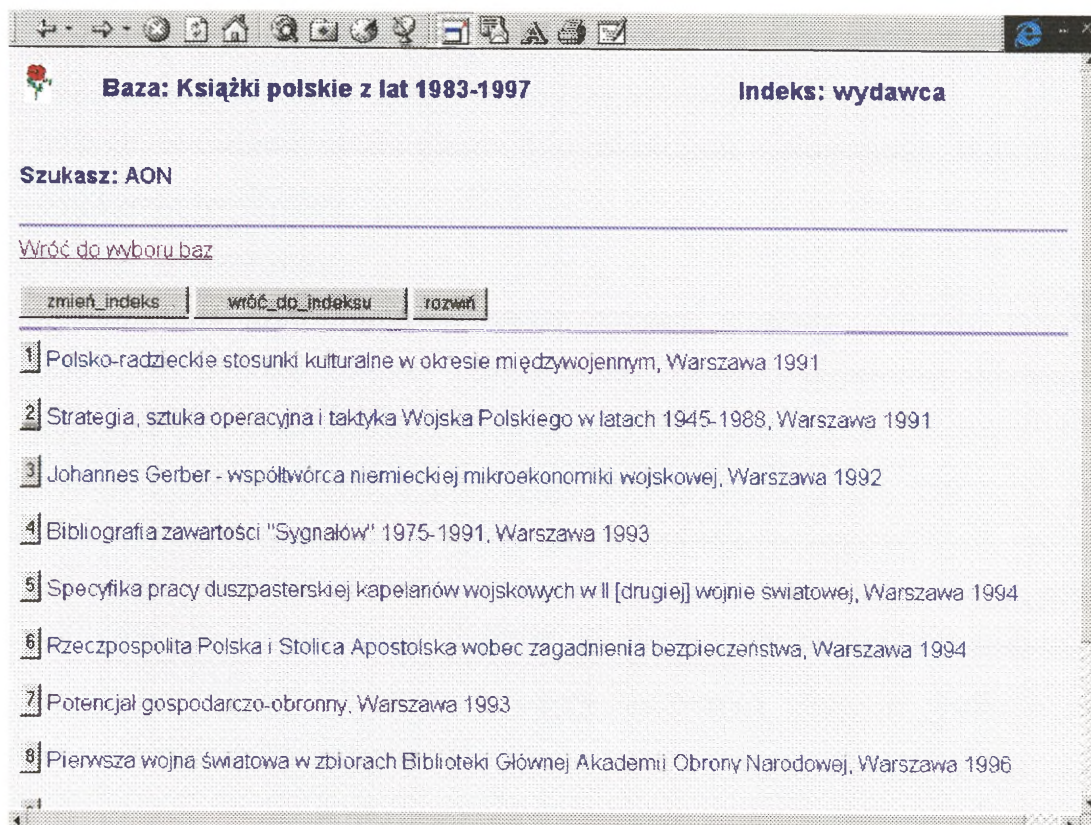 Baza: Książki polskie z lat 1983-1997 Indeks: wydawca
Szukasz: AON
Wróć do wyboru baz
zmień_indeks wróć_do_indeksu rozwiń
1 Polsko-radzieckie stosunki kulturalne w okresie międzywojennym, Warszawa 1991
2 Strategia, sztuka operacyjna i taktyka Wojska Polskiego w latach 1945-1988, Warszawa 1991
3 Johannes Gerber - współtwórca niemieckiej mikroekonomiki wojskowej, Warszawa 1992
4 Bibliografia zawartości "Sygnałów" 1975-1991, Warszawa 1993
5 Specyfika pracy duszpasterskiej kapelanów wojskowych w II [drugiej] wojnie światowej, Warszawa 1994
6 Rzeczpospolita Polska i Stolica Apostolska wobec zagadnienia bezpieczeństwa, Warszawa 1994
7 Potencjał gospodarczo-obronny, Warszawa 1993
8 Pierwsza wojna światowa w zbiorach Biblioteki Głównej Akademii Obrony Narodowej, Warszawa 1996